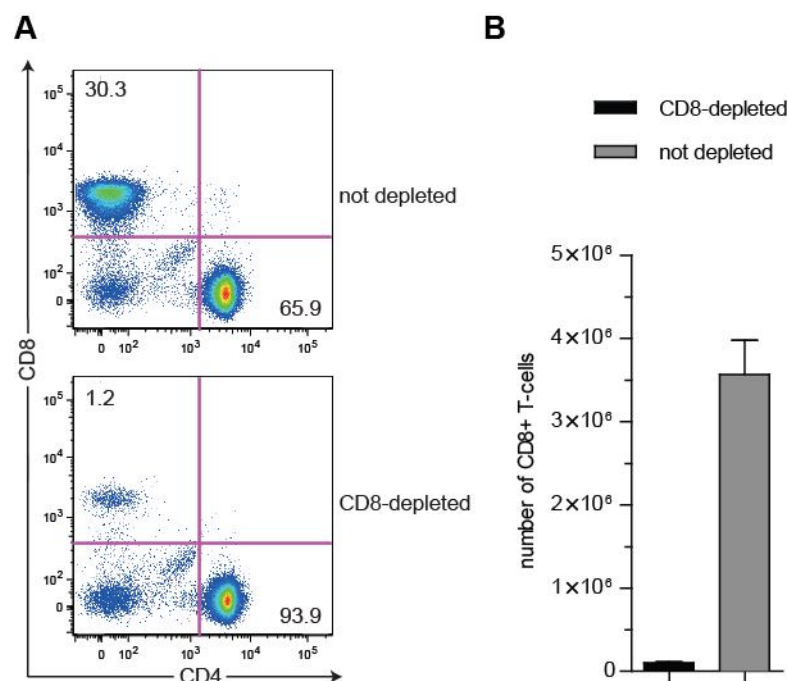 A
CD8
10⁵
10⁴
10³
10²
0
30.3
65.9
not depleted
0 10² 10³ 10⁴ 10⁵
10⁵
10⁴
10³
10²
0
1.2
93.9
CD8-depleted
0 10² 10³ 10⁴ 10⁵
CD4
B
CD8-depleted
not depleted
number of CD8+ T-cells
5×10⁶
4×10⁶
3×10⁶
2×10⁶
1×10⁶
0